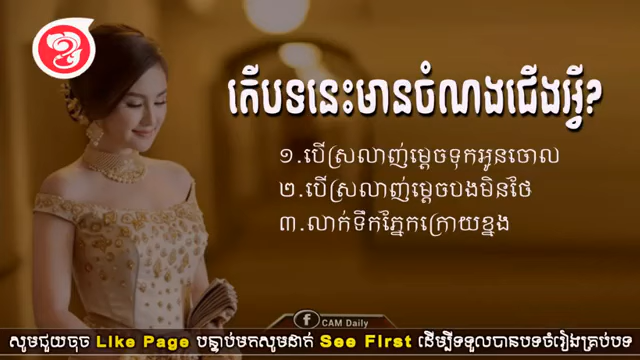 តើបទនេះមានចំណងជើងអ្វី?
១.បើស្រលាញ់ម្ដេចទុកអូនចោល
២.បើស្រលាញ់ម្ដេចបងមិនថែ
៣.លាក់ទឹកភ្នែកក្រោយខ្នង
CAM Daily
សូមជួយចុច Like Page បន្ទាប់មកសូមដាក់ See First ដើម្បីទទួលបានបទចំរៀងគ្រប់បទ